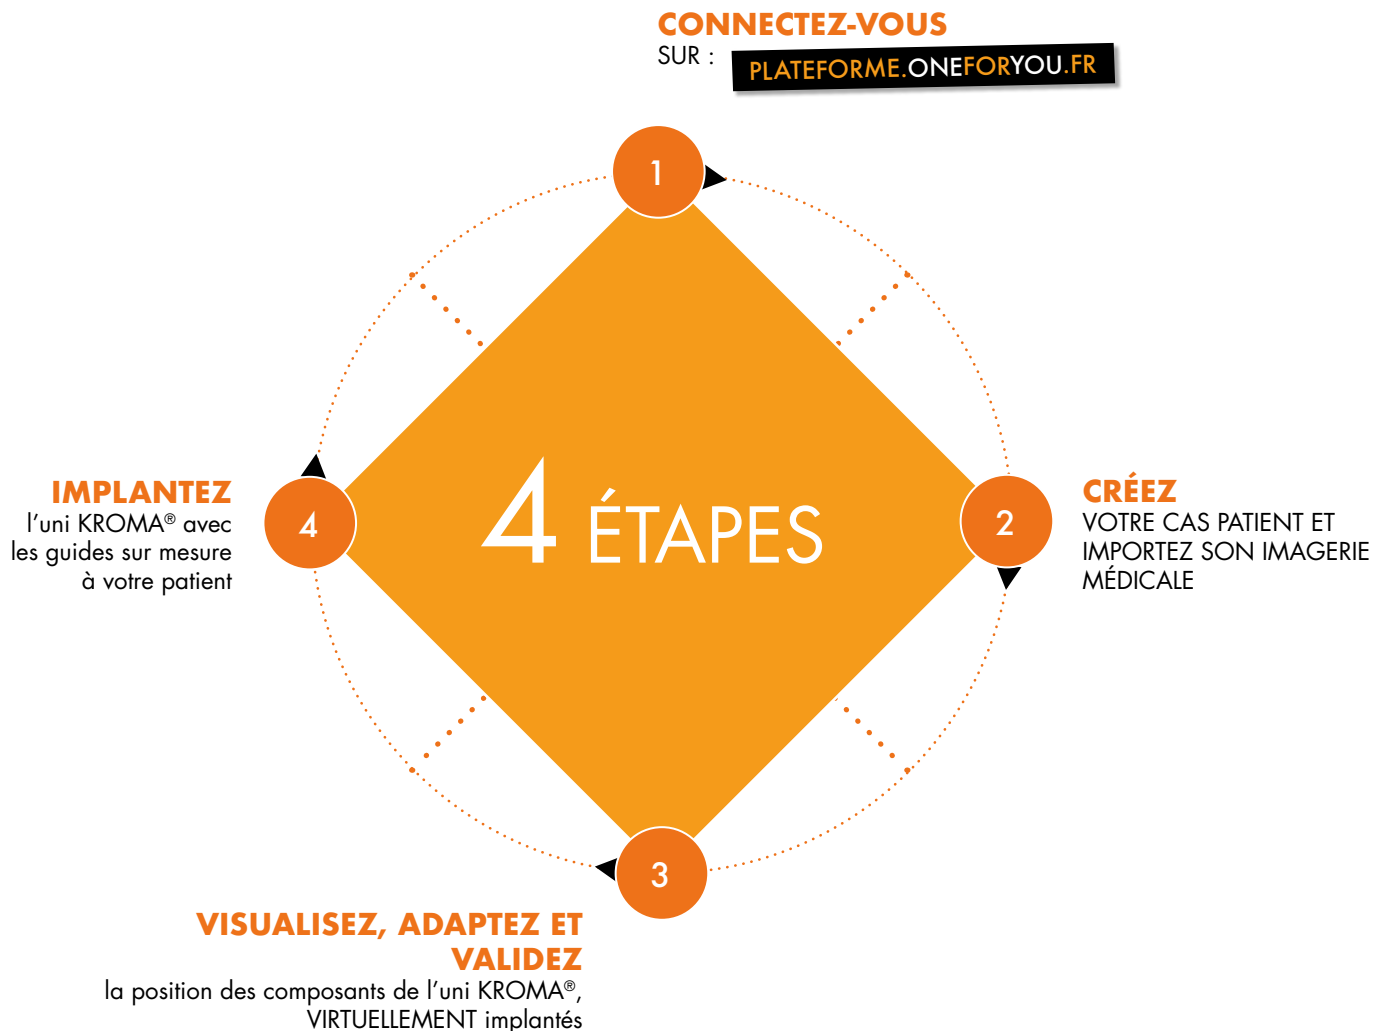 CONNECTEZ-VOUS
SUR :
PLATEFORME.ONEFORYOU.FR
1
2
CRÉEZ
VOTRE CAS PATIENT ET
IMPORTEZ SON IMAGERIE
MÉDICALE
4 ÉTAPES
3
VISUALISEZ, ADAPTEZ ET
VALIDEZ
la position des composants de l'uni KROMA®,
VIRTUELLEMENT implantés
4
IMPLANTEZ
l'uni KROMA® avec
les guides sur mesure
à votre patient